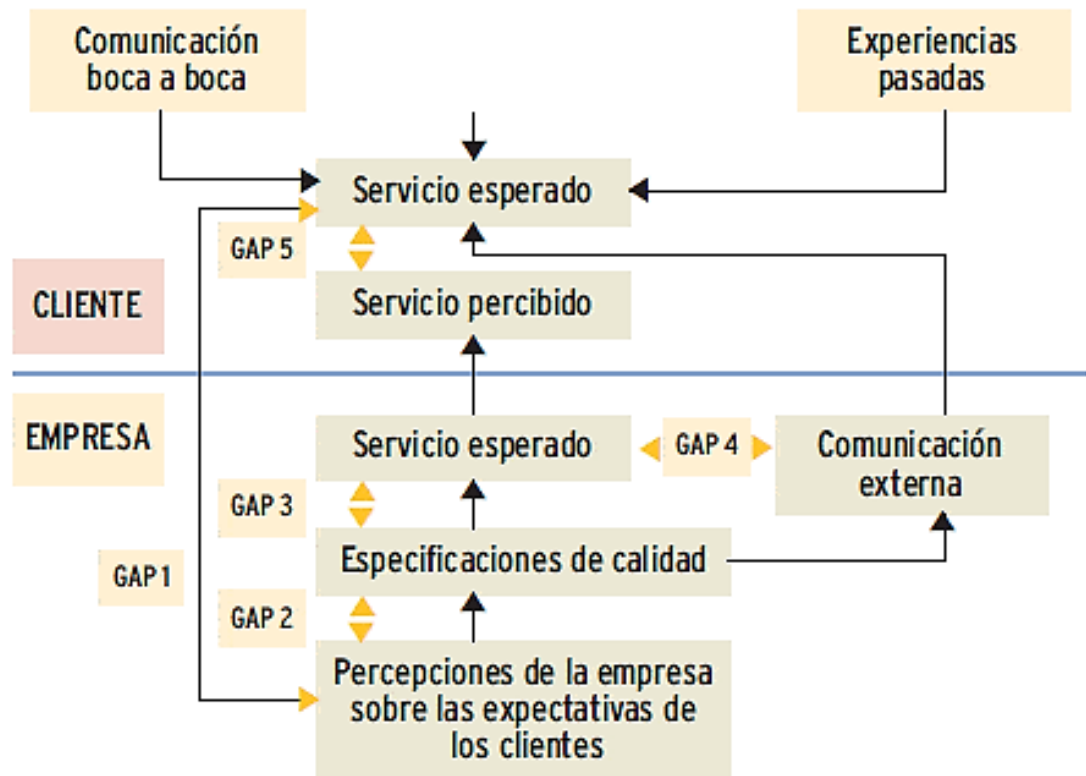 Comunicación
boca a boca
Experiencias
pasadas
Servicio esperado
GAP 5
Servicio percibido
CLIENTE
EMPRESA
Servicio esperado
GAP 4
Comunicación
externa
GAP 3
Especificaciones de calidad
GAP 1
GAP 2
Percepciones de la empresa
sobre las expectativas de
los clientes